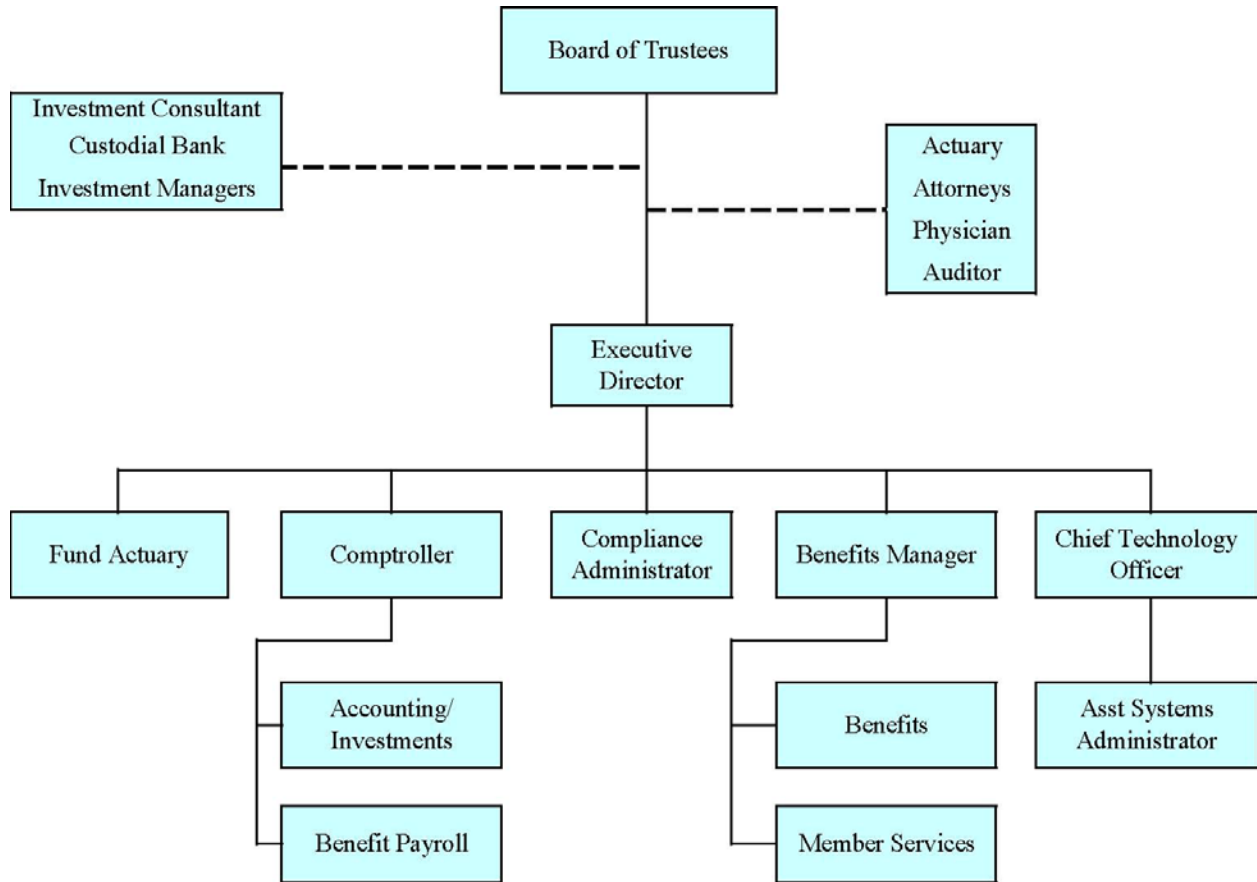 Board of Trustees
Investment Consultant
Custodial Bank
Investment Managers
Actuary
Attorneys
Physician
Auditor
Executive
Director
Fund Actuary
Comptroller
Compliance
Administrator
Benefits Manager
Chief Technology
Officer
Accounting/
Investments
Benefits
Asst Systems
Administrator
Benefit Payroll
Member Services